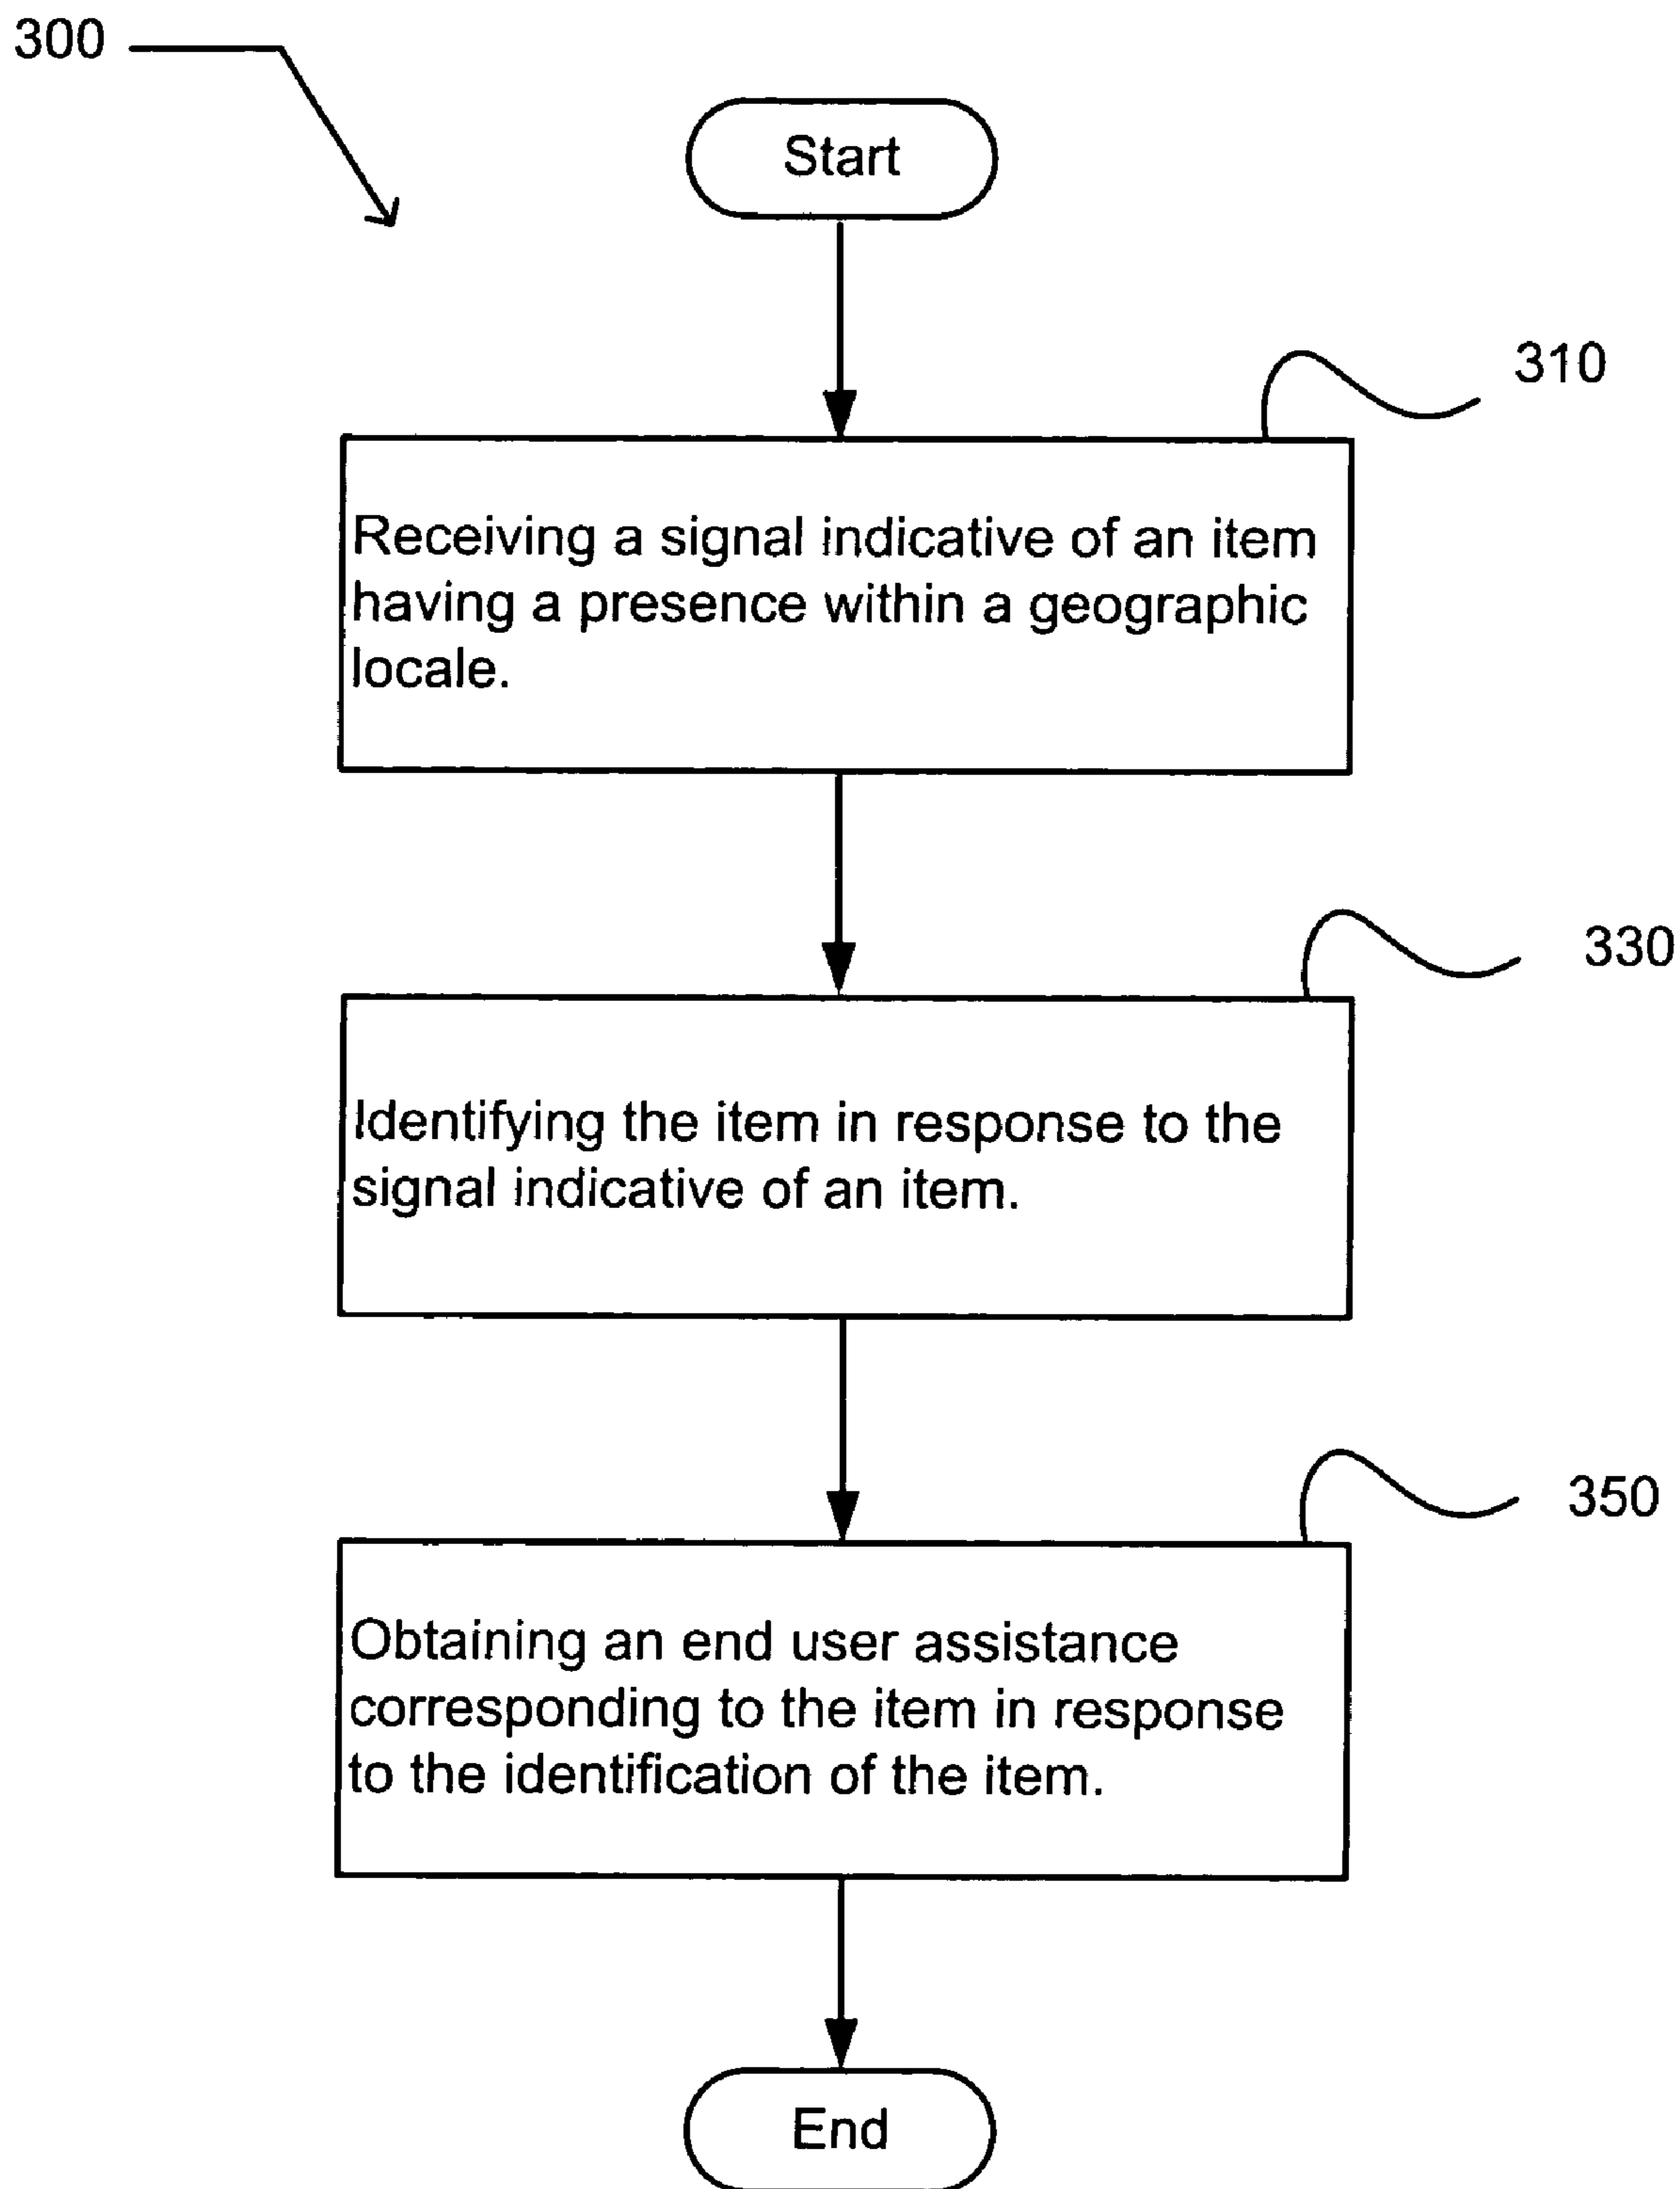 300
Start
310
Receiving a signal indicative of an item
having a presence within a geographic
locale.
330
Identifying the item in response to the
signal indicative of an item.
350
Obtaining an end user assistance
corresponding to the item in response
to the identification of the item.
End